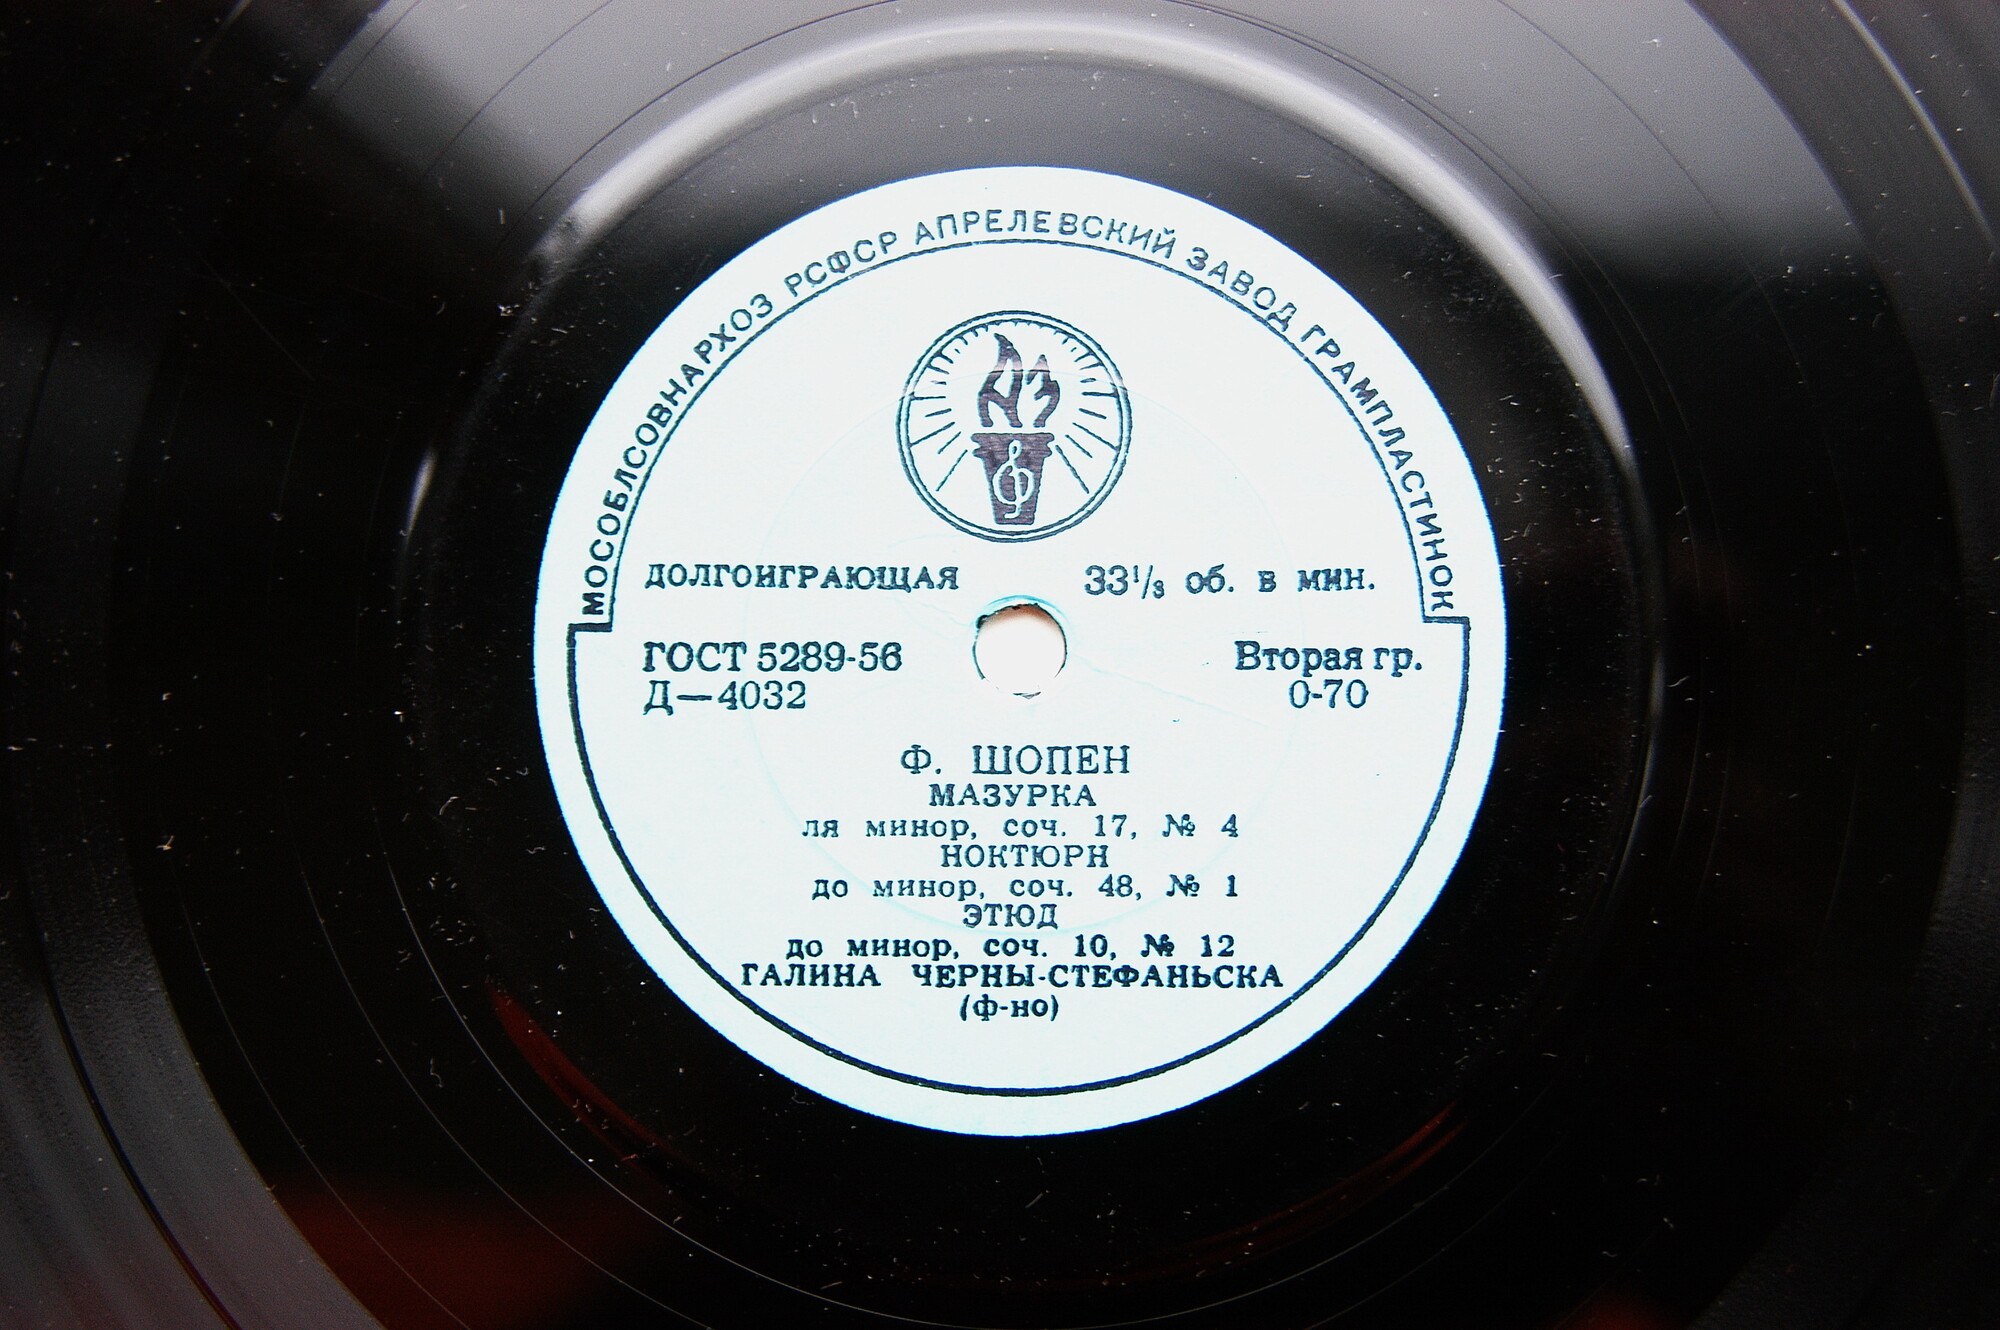 МОСОБЛСОВНАРХОЗ РСФСР АПРЕЛЕВСКИЙ ЗАВОД ГРАМПЛАСТИНОК
ДОЛГОИГРАЮЩАЯ 33⅓ об. в мин.
ГОСТ 5289-56 Вторая гр.
Д—4032 0-70
Ф. ШОПЕН
МАЗУРКА
ля минор, соч. 17, № 4
НОКТЮРН
до минор, соч. 48, № 1
ЭТЮД
до минор, соч. 10, № 12
ГАЛИНА ЧЕРНЫ-СТЕФАНЬСКА
(ф-но)